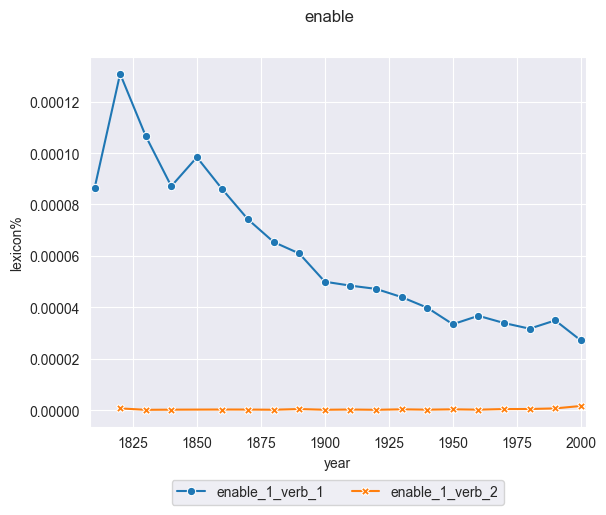 enable
0.00012
0.00010
0.00008
0.00006
0.00004
0.00002
0.00000
lexicon%
1825 1850 1875 1900 1925 1950 1975 2000
year
enable_1_verb_1 enable_1_verb_2